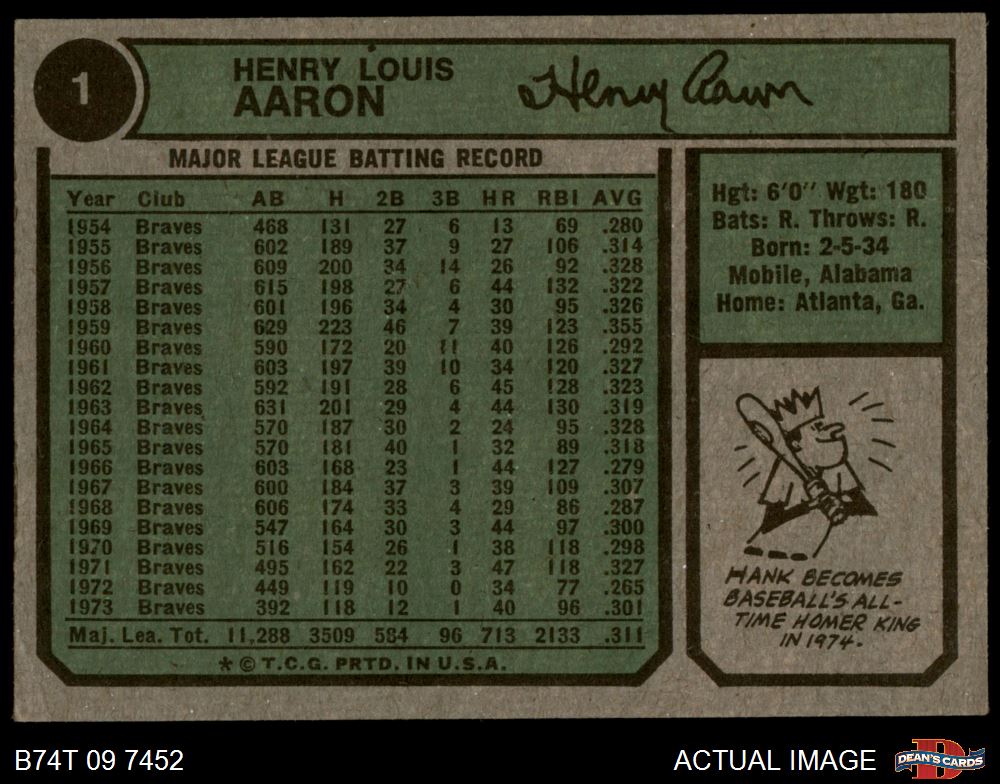 1
HENRY LOUIS
AARON
Henry Aaron
MAJOR LEAGUE BATTING RECORD
Year Club AB H 2B 3B HR RBI AVG
1954 Braves 468 131 27 6 13 69 .280
1955 Braves 602 189 37 9 27 106 .314
1956 Braves 609 200 34 14 26 92 .328
1957 Braves 615 198 27 6 44 132 .322
1958 Braves 601 196 34 4 30 95 .326
1959 Braves 629 223 46 7 39 123 .355
1960 Braves 590 172 20 11 40 126 .292
1961 Braves 603 197 39 10 34 120 .327
1962 Braves 592 191 28 6 45 128 .323
1963 Braves 631 201 29 4 44 130 .319
1964 Braves 570 187 30 2 24 95 .328
1965 Braves 570 181 40 1 32 89 .318
1966 Braves 603 168 23 1 44 127 .279
1967 Braves 600 184 37 3 39 109 .307
1968 Braves 606 174 33 4 29 86 .287
1969 Braves 547 164 30 3 44 97 .300
1970 Braves 516 154 26 1 38 118 .298
1971 Braves 495 162 22 3 47 118 .327
1972 Braves 449 119 10 0 34 77 .265
1973 Braves 392 118 12 1 40 96 .301
Maj. Lea. Tot. 11,288 3509 584 96 713 2133 .311
* © T.C.G. PRTD. IN U.S.A.
Hgt: 6'0" Wgt: 180
Bats: R. Throws: R.
Born: 2-5-34
Mobile, Alabama
Home: Atlanta, Ga.
HANK BECOMES
BASEBALL'S ALL-
TIME HOMER KING
IN 1974.
B74T 09 7452
ACTUAL IMAGE
D
DEAN'S CARDS